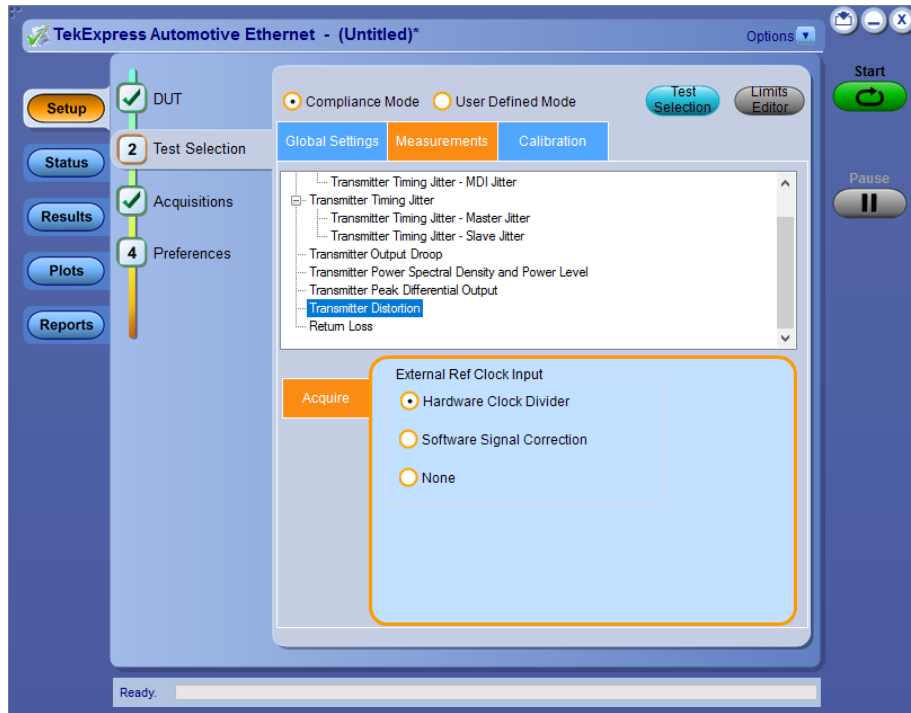 TekExpress Automotive Ethernet - (Untitled)*
Options
Start
Pause
Setup
Status
Results
Plots
Reports
DUT
2 Test Selection
Acquisitions
4 Preferences
Compliance Mode User Defined Mode
Test Selection
Limits Editor
Global Settings Measurements Calibration
Transmitter Timing Jitter - MDI Jitter
Transmitter Timing Jitter
Transmitter Timing Jitter - Master Jitter
Transmitter Timing Jitter - Slave Jitter
Transmitter Output Droop
Transmitter Power Spectral Density and Power Level
Transmitter Peak Differential Output
Transmitter Distortion
Return Loss
Acquire
External Ref Clock Input
Hardware Clock Divider
Software Signal Correction
None
Ready.